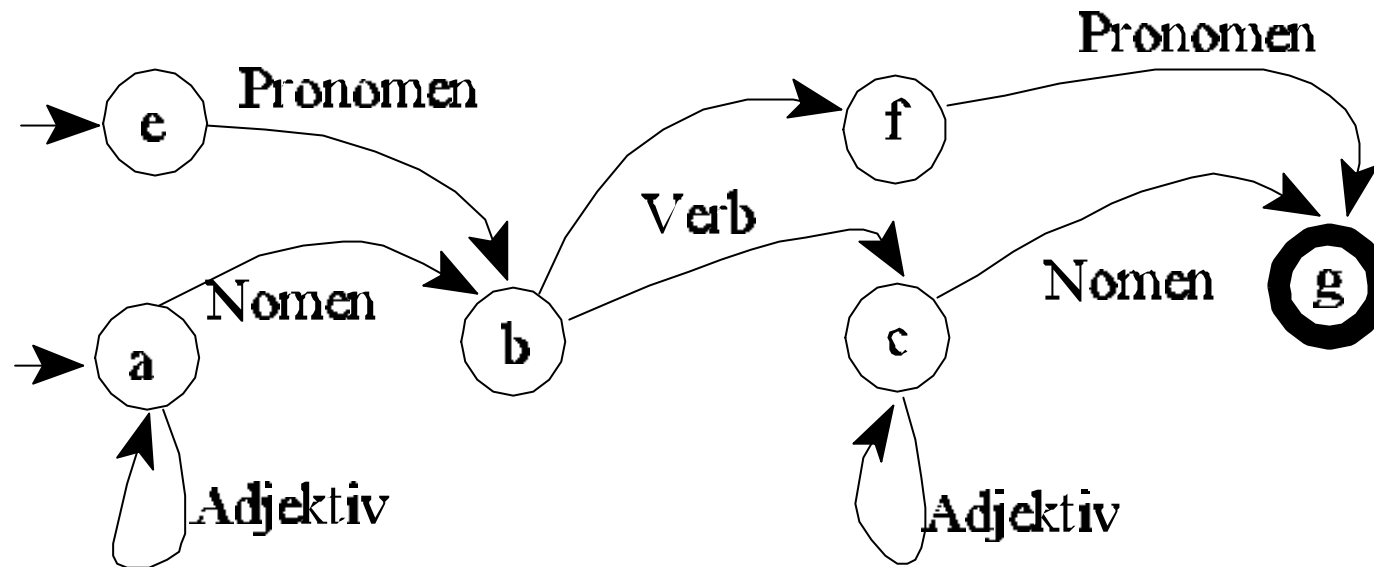 Pronomen
Pronomen
e
f
Verb
Nomen
Nomen
g
a
b
c
Adjektiv
Adjektiv